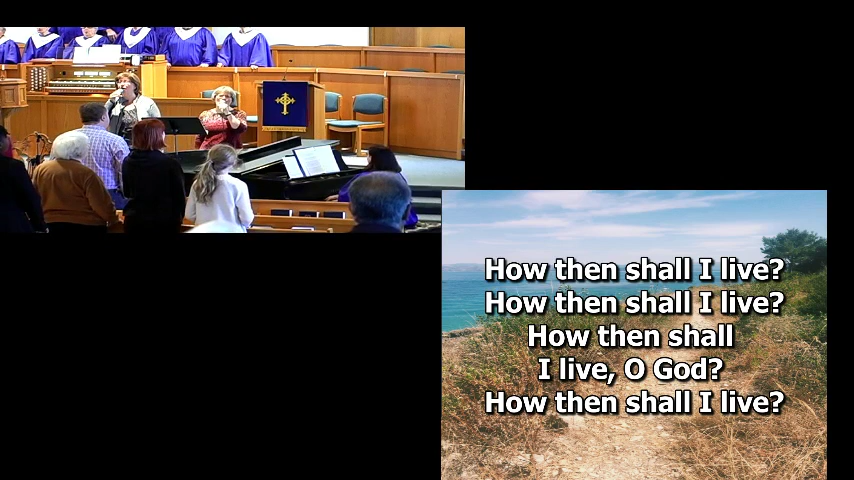 How then shall I live?
How then shall I live?
How then shall
I live, O God?
How then shall I live?